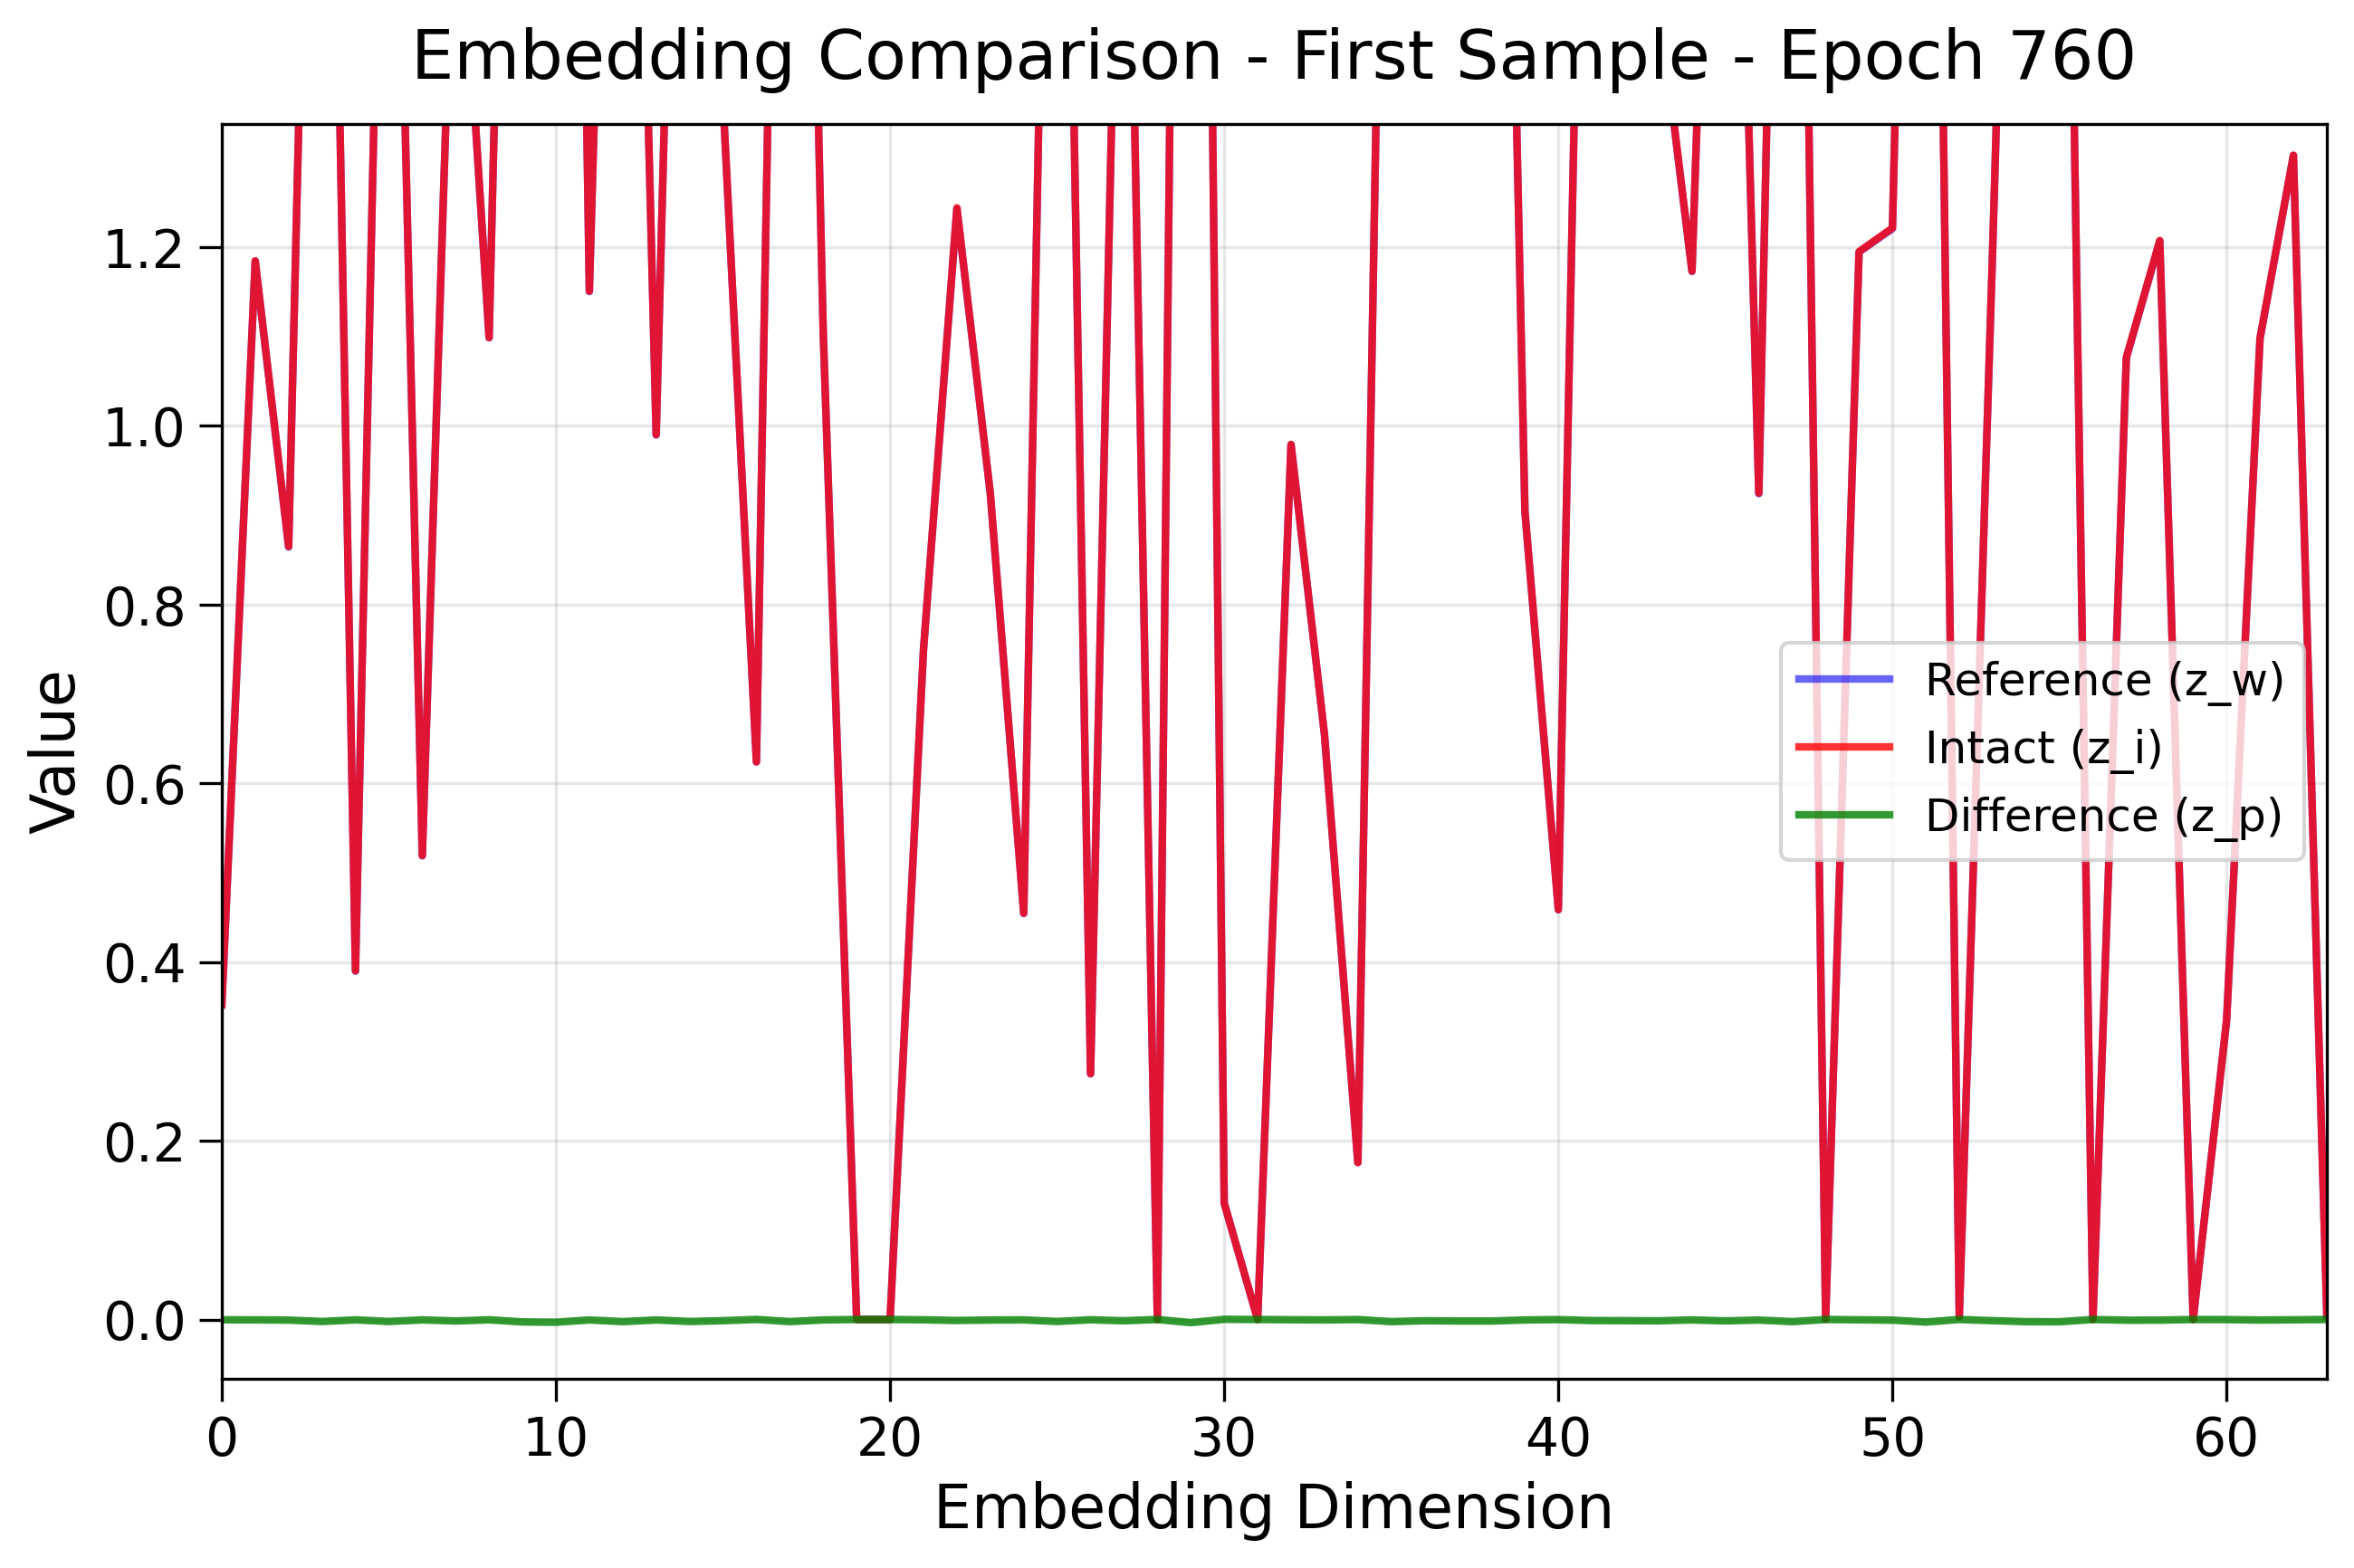 Embedding Comparison - First Sample - Epoch 760
Value
1.2
1.0
0.8
0.6
0.4
0.2
0.0
Reference (z_w)
Intact (z_i)
Difference (z_p)
0 10 20 30 40 50 60
Embedding Dimension